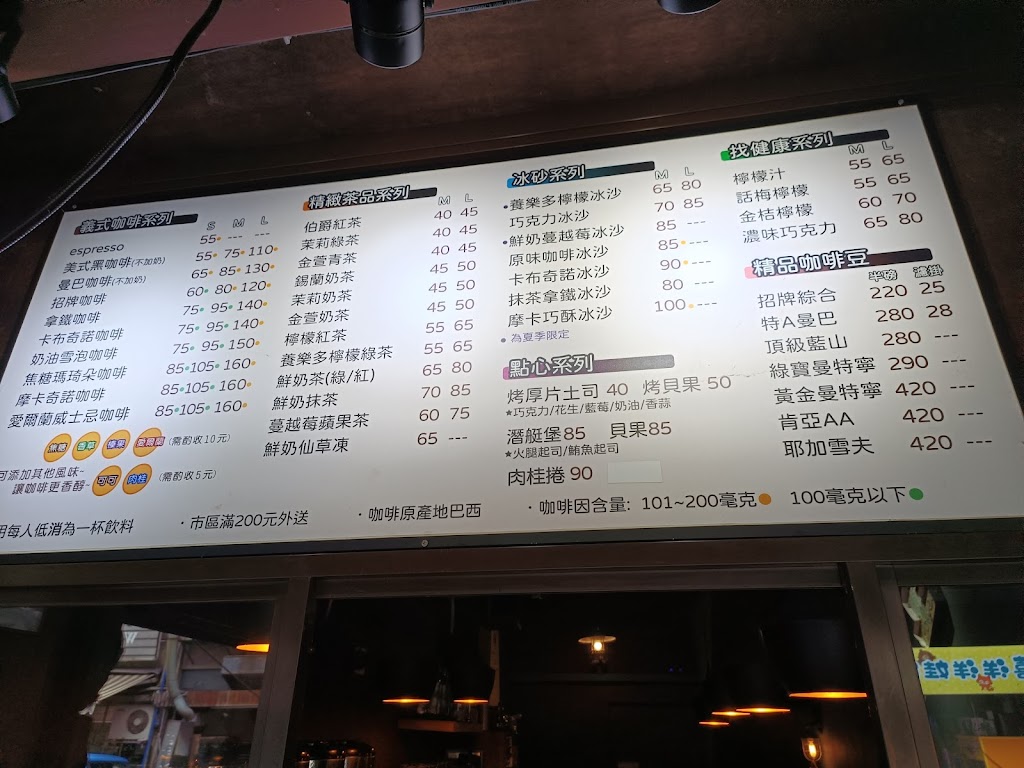 義式咖啡系列 S M L
espresso 55 --- ---
美式黑咖啡(不加奶) 55 75 110
曼巴咖啡(不加奶) 65 85 130
招牌咖啡 60 80 120
拿鐵咖啡 75 95 140
卡布奇諾咖啡 75 95 140
奶油雪泡咖啡 75 95 150
焦糖瑪琦朵咖啡 85 105 160
摩卡奇諾咖啡 85 105 160
愛爾蘭威士忌咖啡 85 105 160
焦糖 香草 榛果 (需酌收10元)
可添加其他風味~
讓咖啡更香醇~ 可可 肉桂 (需酌收5元)
精緻茶品系列 M L
伯爵紅茶 40 45
茉莉綠茶 40 45
金萱青茶 40 45
錫蘭奶茶 45 50
茉莉奶茶 45 50
金萱奶茶 45 50
檸檬紅茶 55 65
養樂多檸檬綠茶 55 65
鮮奶茶(綠/紅) 65 80
鮮奶抹茶 70 85
蔓越莓蘋果茶 60 75
鮮奶仙草凍 65 ---
冰沙系列 M L
•養樂多檸檬冰沙 65 80
巧克力冰沙 70 85
•鮮奶蔓越莓冰沙 85 ---
原味咖啡冰沙 85 ---
卡布奇諾冰沙 90 ---
抹茶拿鐵冰沙 80 ---
摩卡巧酥冰沙 100 ---
• 為夏季限定
點心系列
烤厚片土司 40 烤貝果 50
★巧克力/花生/藍莓/奶油/香蒜
潛艇堡85 貝果85
★火腿起司/鮪魚起司
肉桂捲 90
找健康系列 M L
檸檬汁 55 65
話梅檸檬 55 65
金桔檸檬 60 70
濃味巧克力 65 80
精品咖啡豆 半磅 濾掛
招牌綜合 220 25
特A曼巴 280 28
頂級藍山 280 ---
綠寶曼特寧 290 ---
黃金曼特寧 420 ---
肯亞AA 420 ---
耶加雪夫 420 ---
用每人低消為一杯飲料 ·市區滿200元外送 ·咖啡原產地巴西 ·咖啡因含量: 101~200毫克 100毫克以下